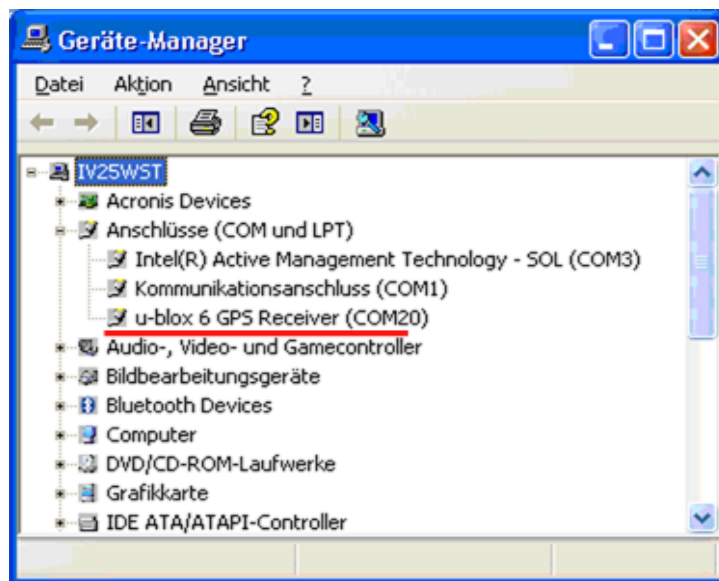 Geräte-Manager
Datei Aktion Ansicht ?
IV25WST
Acronis Devices
Anschlüsse (COM und LPT)
Intel(R) Active Management Technology - SOL (COM3)
Kommunikationsanschluss (COM1)
u-blox 6 GPS Receiver (COM20)
Audio-, Video- und Gamecontroller
Bildbearbeitungsgeräte
Bluetooth Devices
Computer
DVD/CD-ROM-Laufwerke
Grafikkarte
IDE ATA/ATAPI-Controller